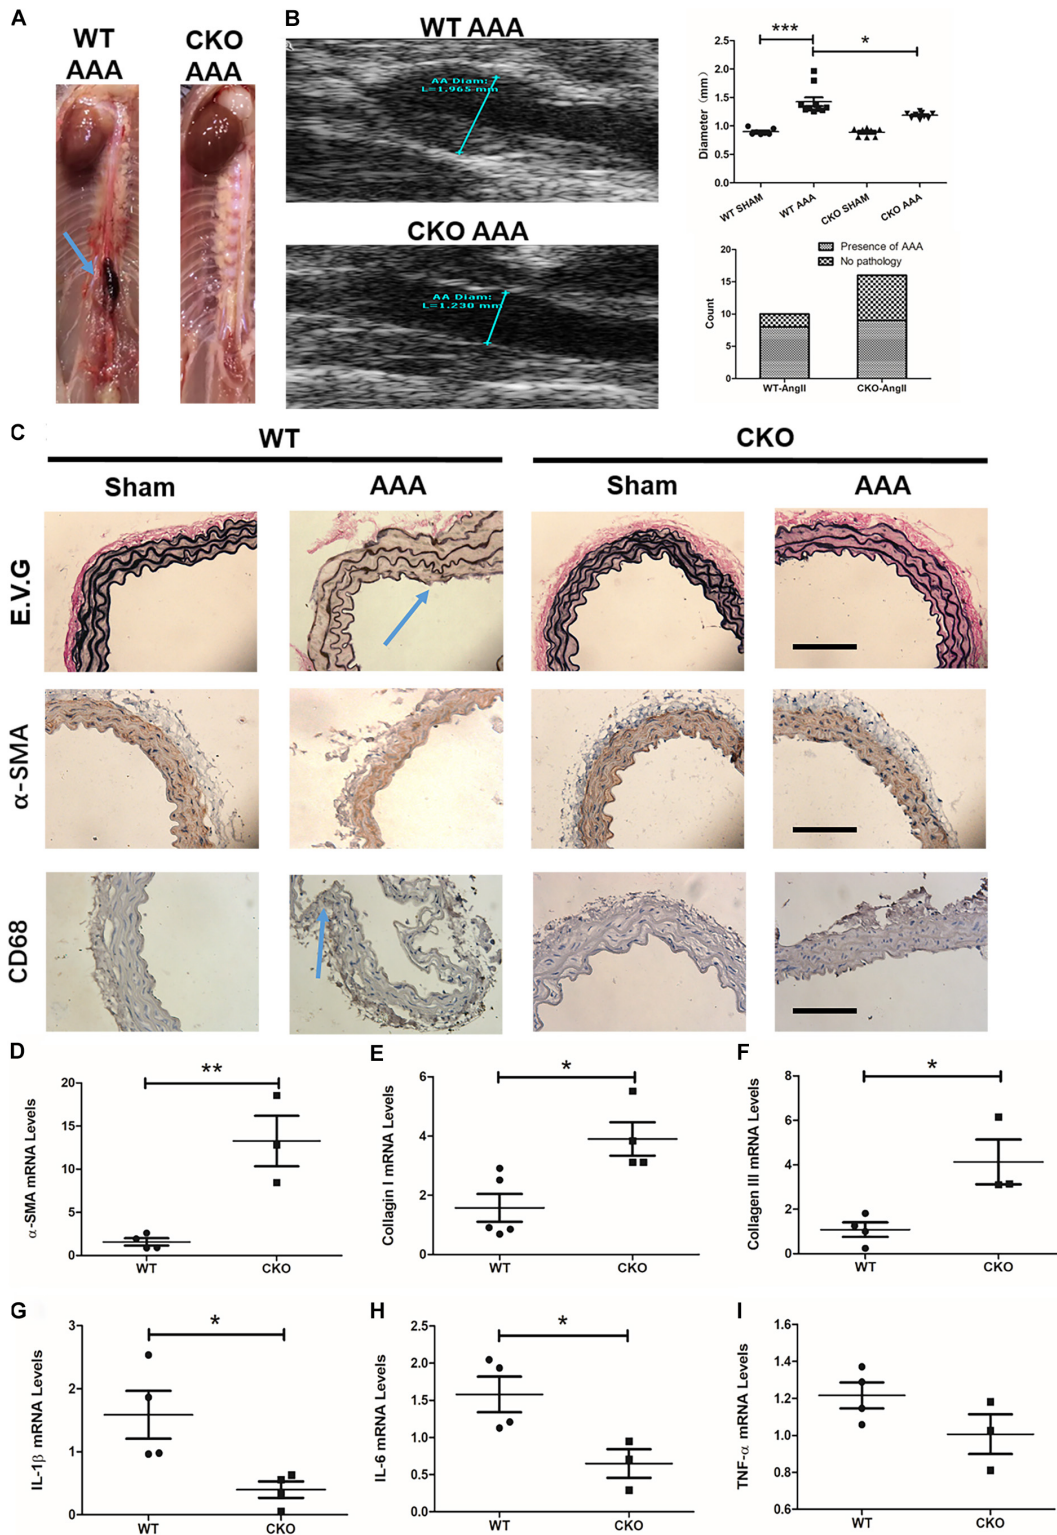 A
WT
AAA
CKO
AAA
B
WT AAA
AA Diam:
L=1.965 mm
CKO AAA
AA Diam:
L=1.230 mm
***
*
2.5
2.0
1.5
1.0
0.5
0.0
Diameter (mm)
WT SHAM
WT AAA
CKO SHAM
CKO AAA
Presence of AAA
No pathology
20
15
10
5
0
Count
WT-AngII
CKO-AngII
C
WT
CKO
Sham
AAA
Sham
AAA
E.V.G
α-SMA
CD68
D
**
20
15
10
5
0
α-SMA mRNA Levels
WT
CKO
E
*
6
4
2
0
Collagin I mRNA Levels
WT
CKO
F
*
8
6
4
2
0
Collagen III mRNA Levels
WT
CKO
G
*
3
2
1
0
IL-1β mRNA Levels
WT
CKO
H
*
2.5
2.0
1.5
1.0
0.5
0.0
IL-6 mRNA Levels
WT
CKO
I
1.6
1.4
1.2
1.0
0.8
0.6
TNF-α mRNA Levels
WT
CKO